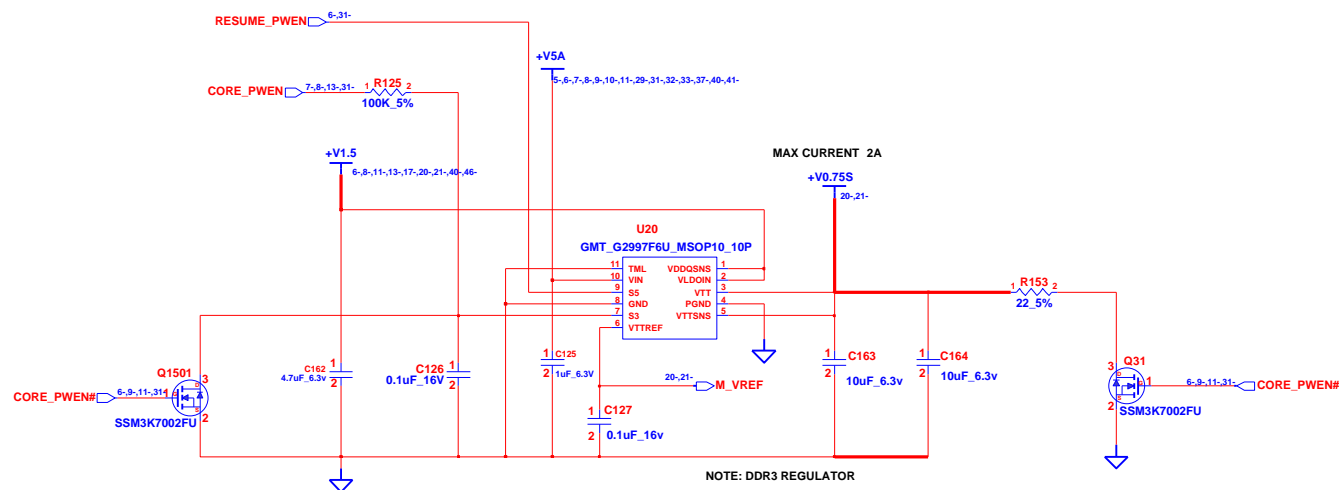 RESUME_PWEN 6-,31-
+V5A
5-,6-,7-,8-,9-,10-,11-,29-,31-,32-,33-,37-,40-,41-
CORE_PWEN 7-,8-,13-,31- 1 R125 2
100K_5%
+V1.5
6-,8-,11-,13-,17-,20-,21-,40-,46-
MAX CURRENT 2A
+V0.75S
20-,21-
U20
GMT_G2997F6U_MSOP10_10P
11 TML VDDQSNS 1
10 VIN VLDOIN 2
9 S5 VTT 3
8 GND PGND 4
7 S3 VTTSNS 5
6 VTTREF
1 R153 2
22_5%
1 C162 2
4.7uF_6.3v
1 C126 2
0.1uF_16V
1 C125 2
1uF_6.3v
1 C163 2
10uF_6.3v
1 C164 2
10uF_6.3v
20-,21- M_VREF
1 C127 2
0.1uF_16v
Q1501
3 D
CORE_PWEN# 6-,9-,11-,31- 1 G
S 2
SSM3K7002FU
Q31
3 D
G 1 6-,9-,11-,31- CORE_PWEN#
2 S
SSM3K7002FU
NOTE: DDR3 REGULATOR